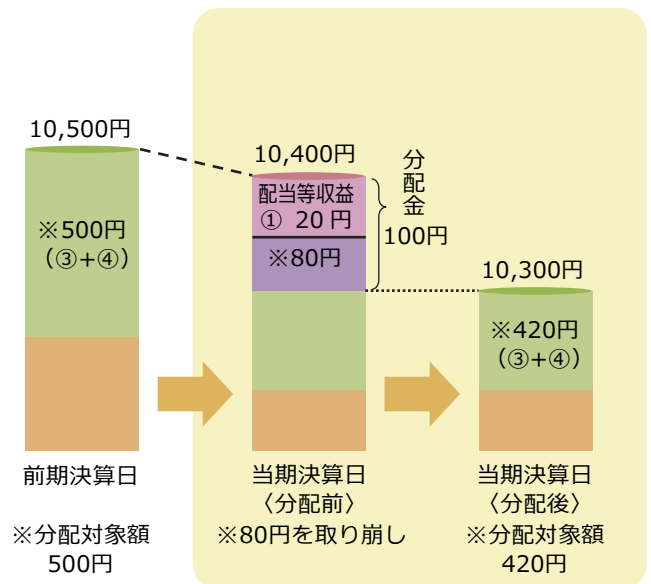 10,500円
※500円
（③+④）
前期決算日
※分配対象額
500円
10,400円
配当等収益
① 20 円
※80円
分配金
100円
当期決算日
〈分配前〉
※80円を取り崩し
10,300円
※420円
（③+④）
当期決算日
〈分配後〉
※分配対象額
420円